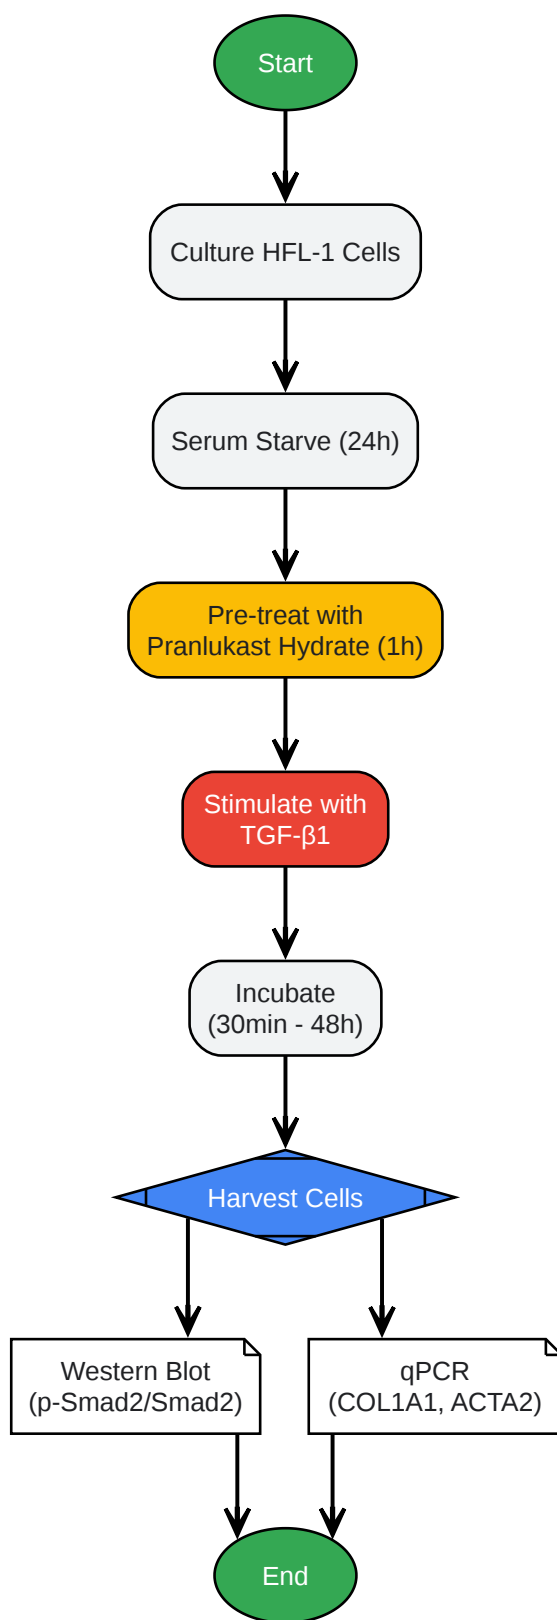 Start
Culture HFL-1 Cells
Serum Starve (24h)
Pre-treat with
Pranlukast Hydrate (1h)
Stimulate with
TGF-β1
Incubate
(30min - 48h)
Harvest Cells
Western Blot
(p-Smad2/Smad2)
qPCR
(COL1A1, ACTA2)
End